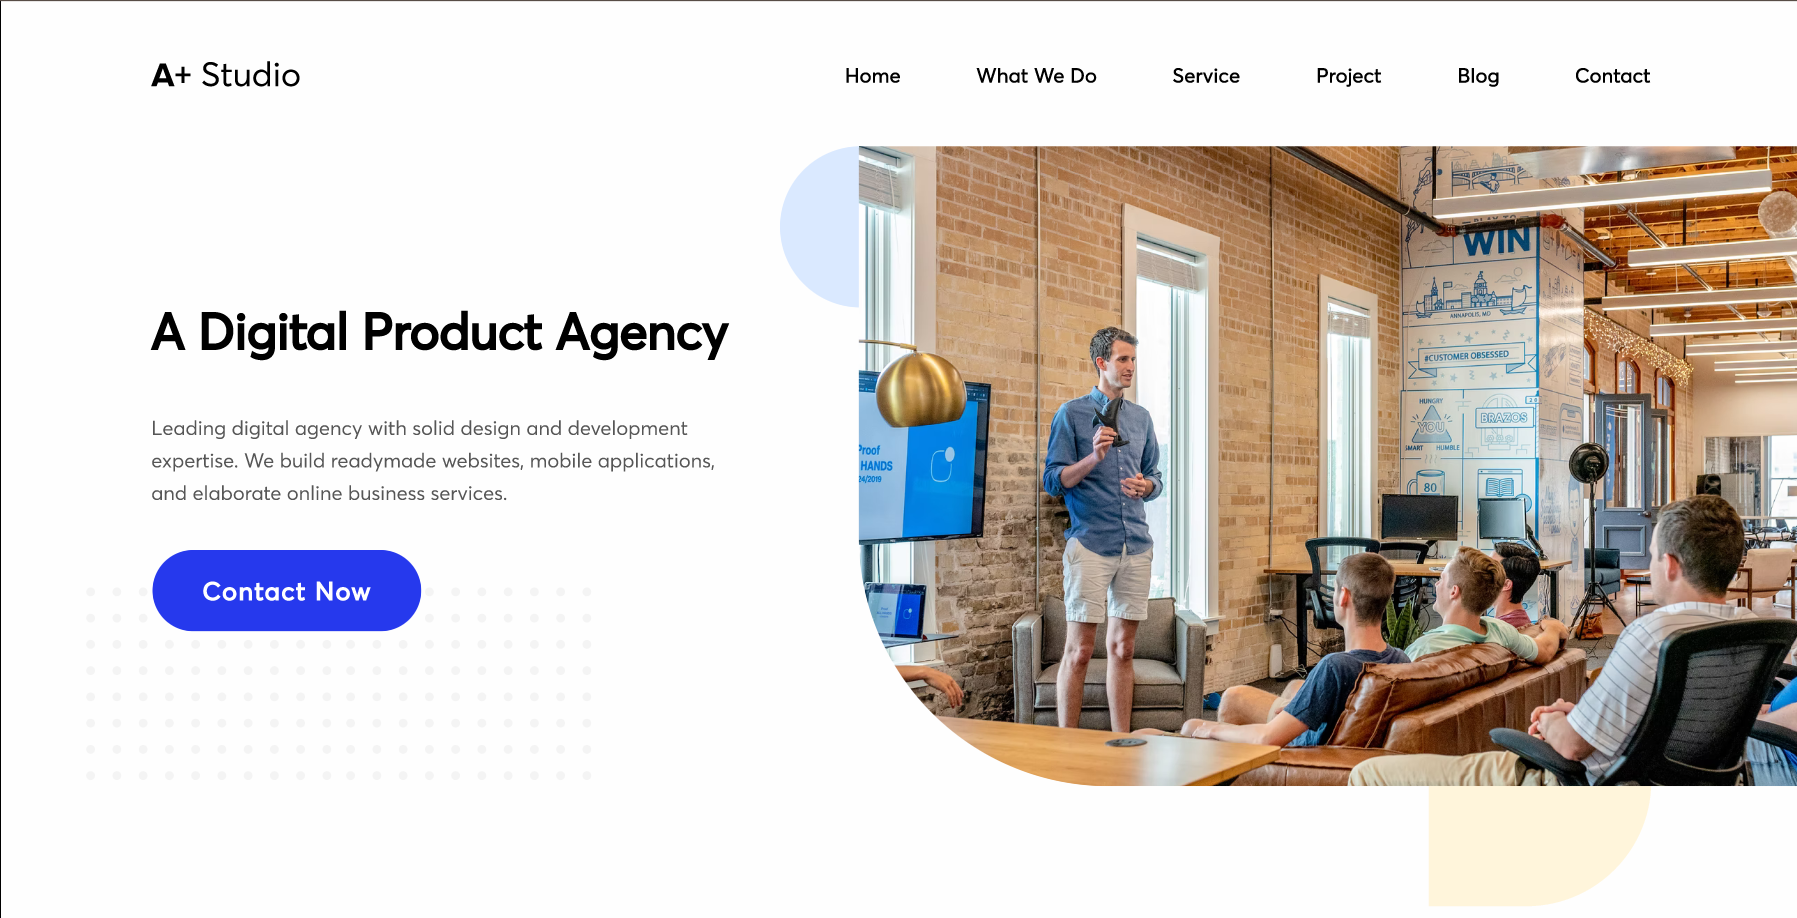 A+ Studio
Home What We Do Service Project Blog Contact
A Digital Product Agency
Leading digital agency with solid design and development
expertise. We build readymade websites, mobile applications,
and elaborate online business services.
Contact Now
WIN
ANNAPOLIS, MD
#CUSTOMER OBSESSED
HUNGRY
YOU
HUMBLE
BRAZOS
80
Proof
HANDS
24/2019